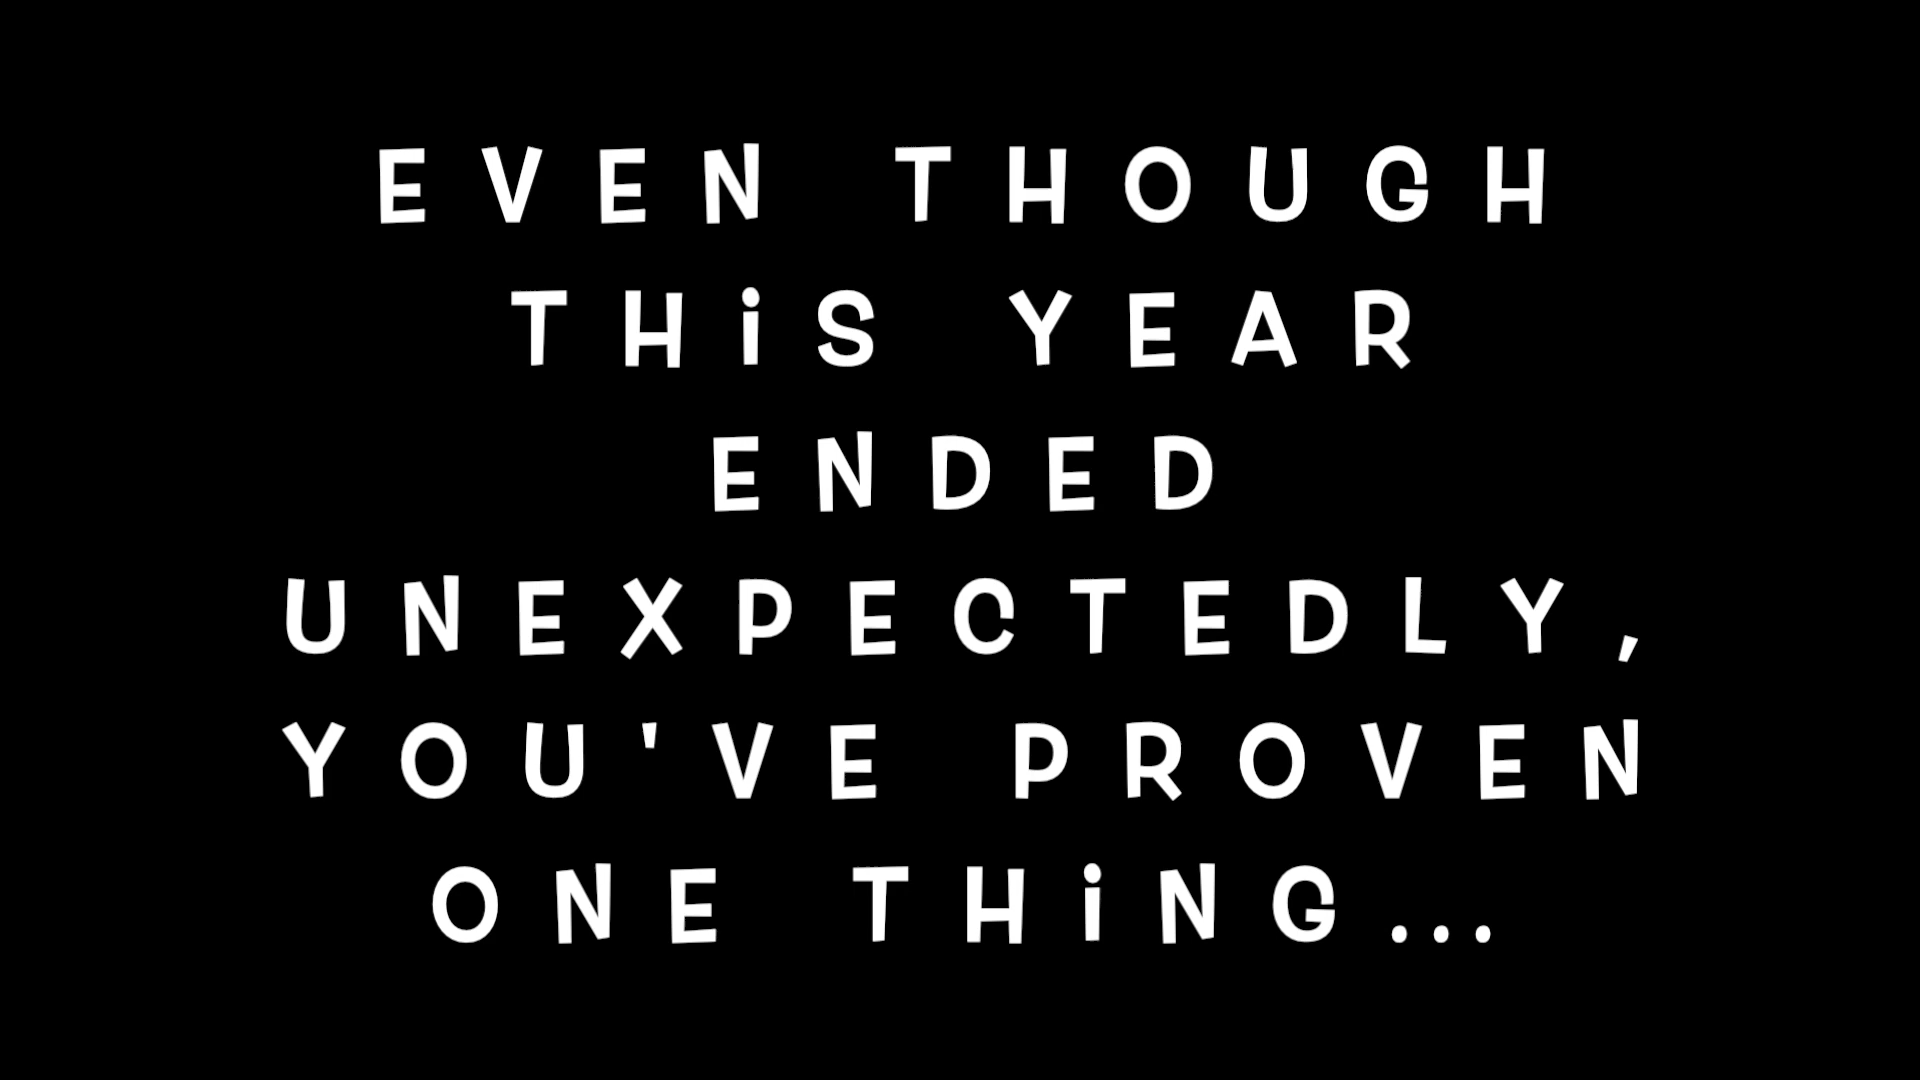 EVEN THOUGH
THiS YEAR
ENDED
UNEXPECTEDLY,
YOU'VE PROVEN
ONE THiNG...